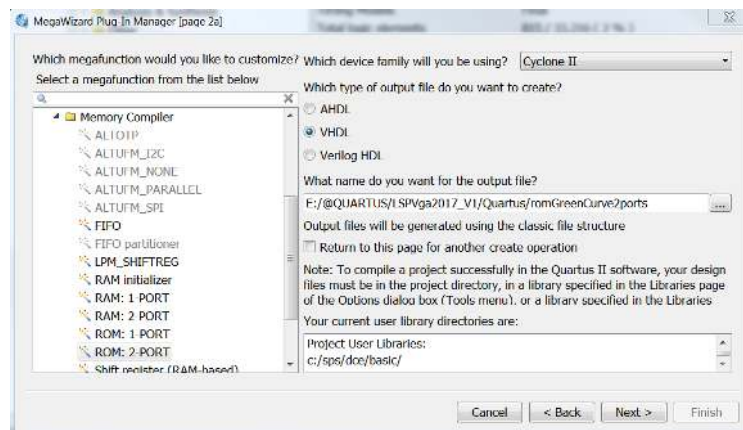 MegaWizard Plug-In Manager [page 2a]
Which megafunction would you like to customize?
Select a megafunction from the list below
Memory Compiler
ALTOTP
ALTUFM_I2C
ALTUFM_NONE
ALTUFM_PARALLEL
ALTUFM_SPI
FIFO
FIFO partitioner
LPM_SHIFTREG
RAM initializer
RAM: 1-PORT
RAM: 2-PORT
ROM: 1-PORT
ROM: 2-PORT
Shift register (RAM-based)
Which device family will you be using? Cyclone II
Which type of output file do you want to create?
AHDL
VHDL
Verilog HDL
What name do you want for the output file?
E:/@QUARTUS/LSPVga2017_V1/Quartus/romGreenCurve2ports
...
Output files will be generated using the classic file structure
Return to this page for another create operation
Note: To compile a project successfully in the Quartus II software, your design
files must be in the project directory, in a library specified in the Libraries page
of the Options dialog box (Tools menu), or a library specified in the Libraries
Your current user library directories are:
Project User Libraries:
c:/sps/dce/basic/
Cancel
< Back
Next >
Finish